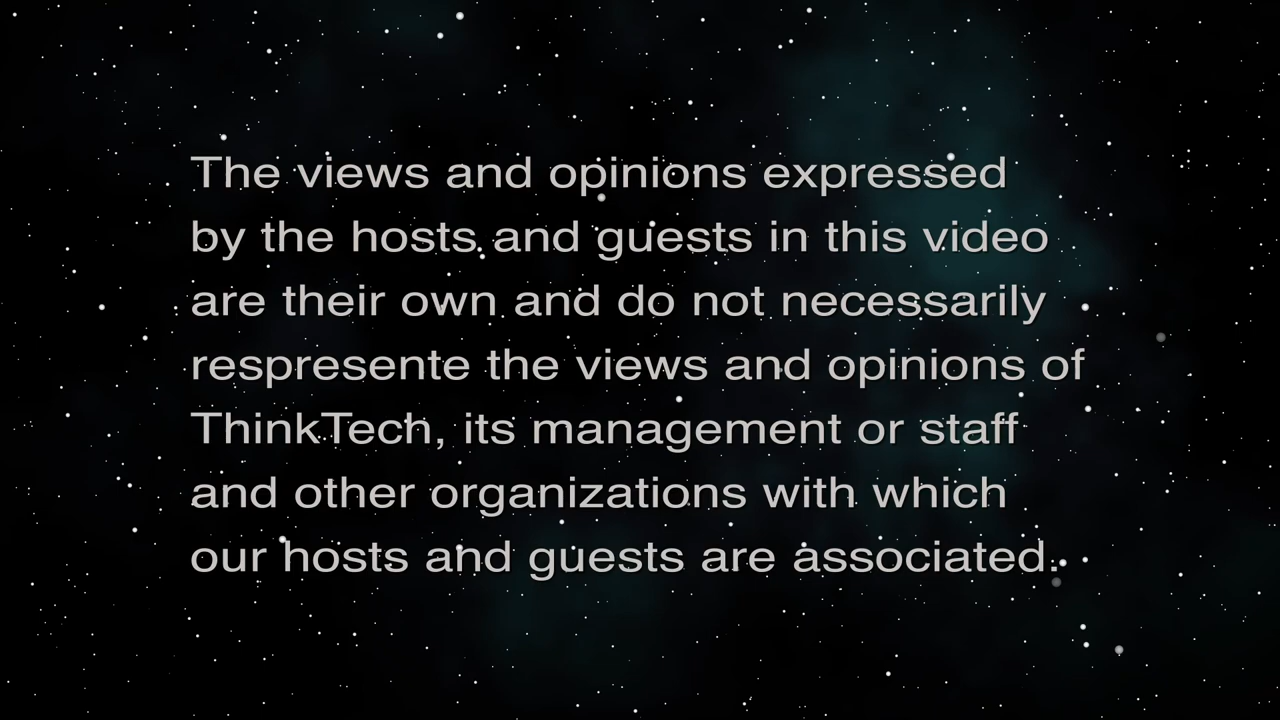 The views and opinions expressed
by the hosts and guests in this video
are their own and do not necessarily
respresente the views and opinions of
ThinkTech, its management or staff
and other organizations with which
our hosts and guests are associated.